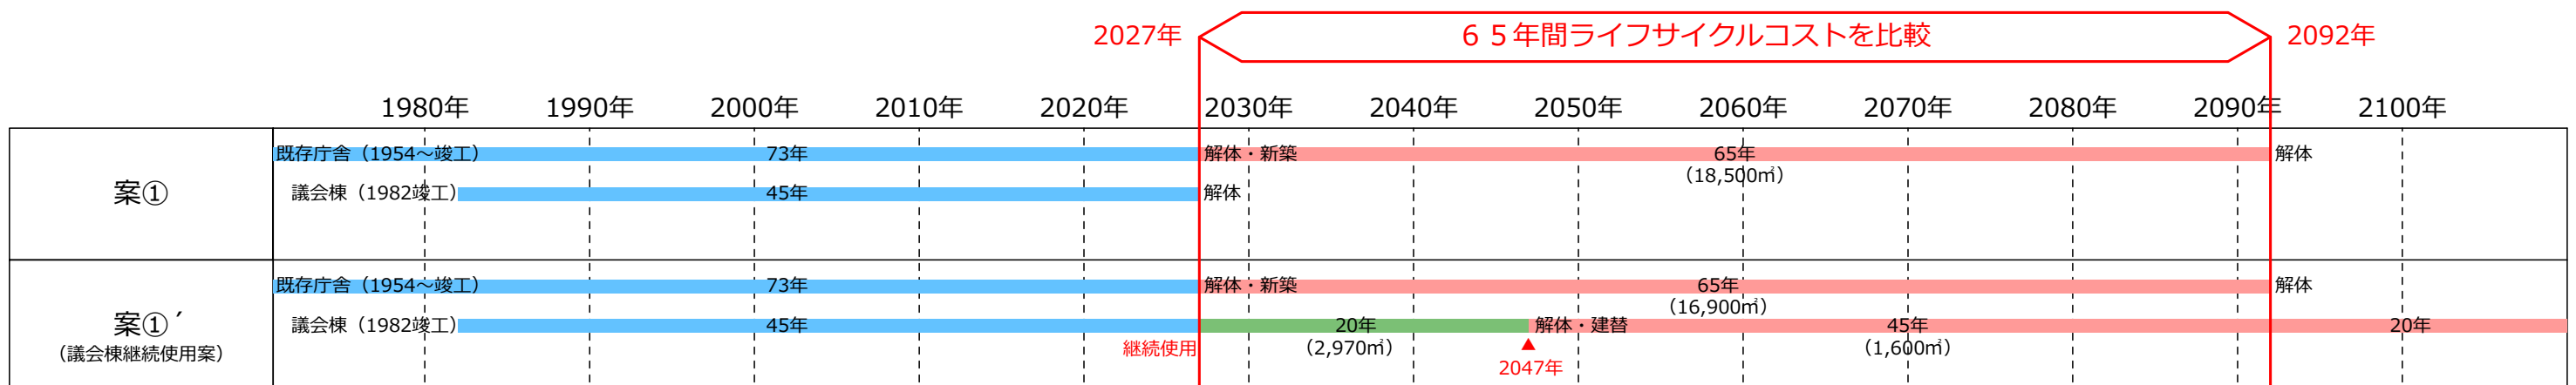 2027年
６５年間ライフサイクルコストを比較
2092年
1980年 1990年 2000年 2010年 2020年 2030年 2040年 2050年 2060年 2070年 2080年 2090年 2100年
案①
既存庁舎（1954～竣工） 73年 解体・新築 65年 解体
（18,500㎡）
議会棟（1982竣工） 45年 解体
案①´
（議会棟継続使用案）
既存庁舎（1954～竣工） 73年 解体・新築 65年 解体
（16,900㎡）
議会棟（1982竣工） 45年 20年 解体・建替 45年 20年
継続使用 （2,970㎡） （1,600㎡）
▲
2047年